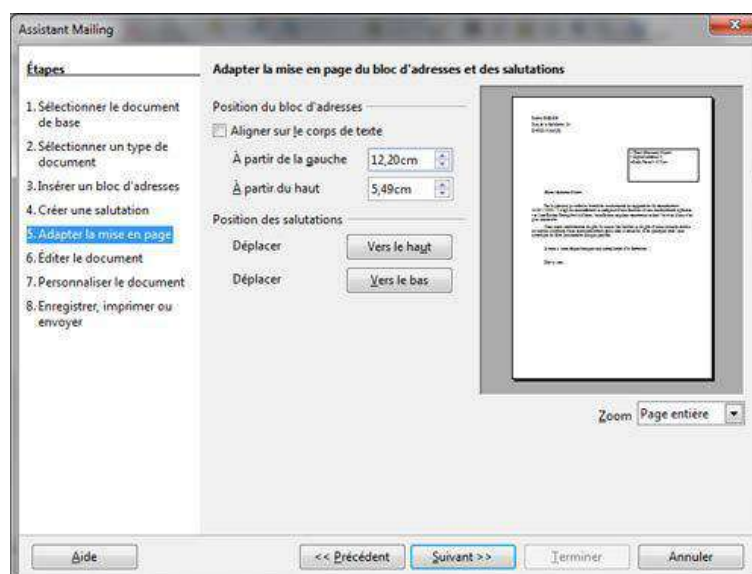 Assistant Mailing
Étapes
1. Sélectionner le document
de base
2. Sélectionner un type de
document
3. Insérer un bloc d'adresses
4. Créer une salutation
5. Adapter la mise en page
6. Éditer le document
7. Personnaliser le document
8. Enregistrer, imprimer ou
envoyer
Adapter la mise en page du bloc d'adresses et des salutations
Position du bloc d'adresses
Aligner sur le corps de texte
À partir de la gauche 12,20cm
À partir du haut 5,49cm
Position des salutations
Déplacer Vers le haut
Déplacer Vers le bas
Zoom Page entière
Aide << Précédent Suivant >> Terminer Annuler